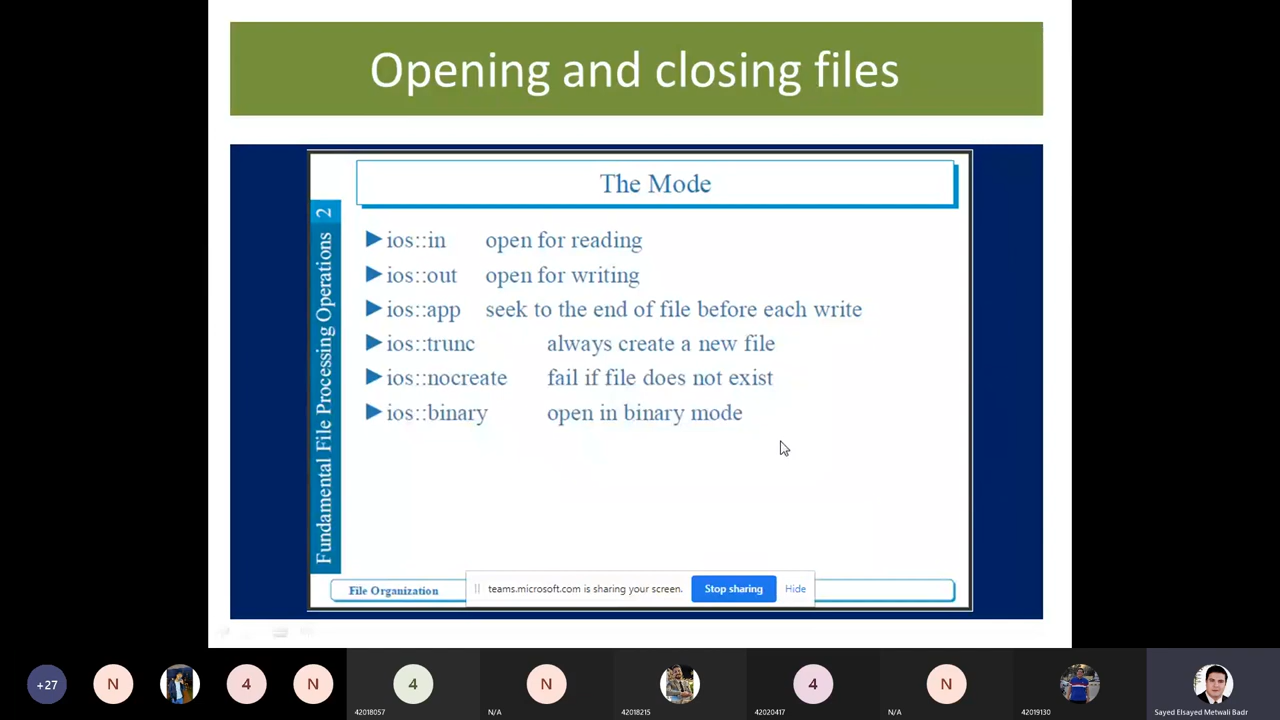 Opening and closing files
The Mode
Fundamental File Processing Operations 2
▶ ios::in open for reading
▶ ios::out open for writing
▶ ios::app seek to the end of file before each write
▶ ios::trunc always create a new file
▶ ios::nocreate fail if file does not exist
▶ ios::binary open in binary mode
File Organization
teams.microsoft.com is sharing your screen. Stop sharing Hide
+27 N 4 N 4 N 4 N
42018057 N/A 42018215 42020417 N/A 42019130 Sayed Elsayed Metwali Badr